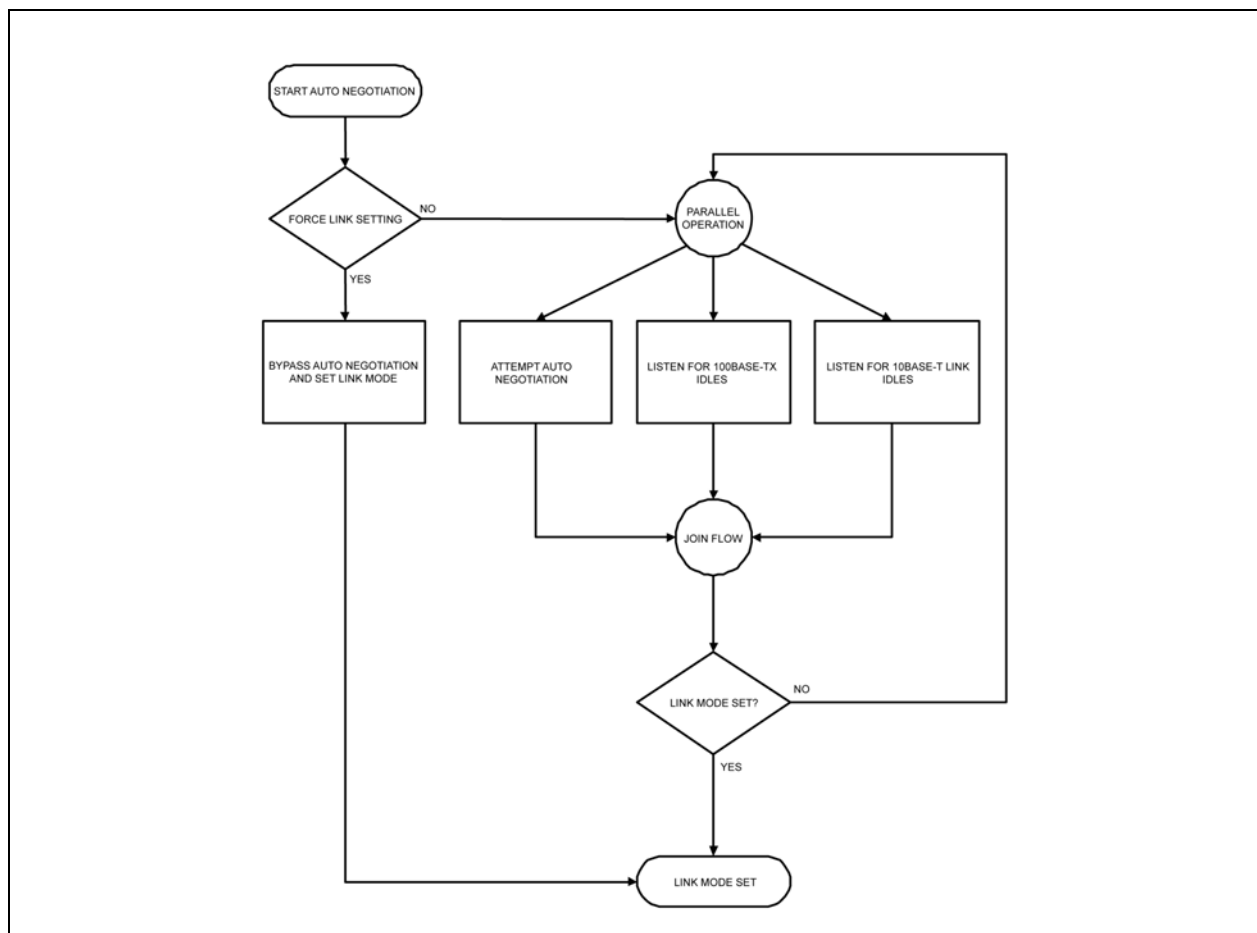 START AUTO NEGOTIATION
FORCE LINK SETTING
NO
PARALLEL
OPERATION
YES
BYPASS AUTO NEGOTIATION
AND SET LINK MODE
ATTEMPT AUTO
NEGOTIATION
LISTEN FOR 100BASE-TX
IDLES
LISTEN FOR 10BASE-T LINK
IDLES
JOIN FLOW
LINK MODE SET?
NO
YES
LINK MODE SET